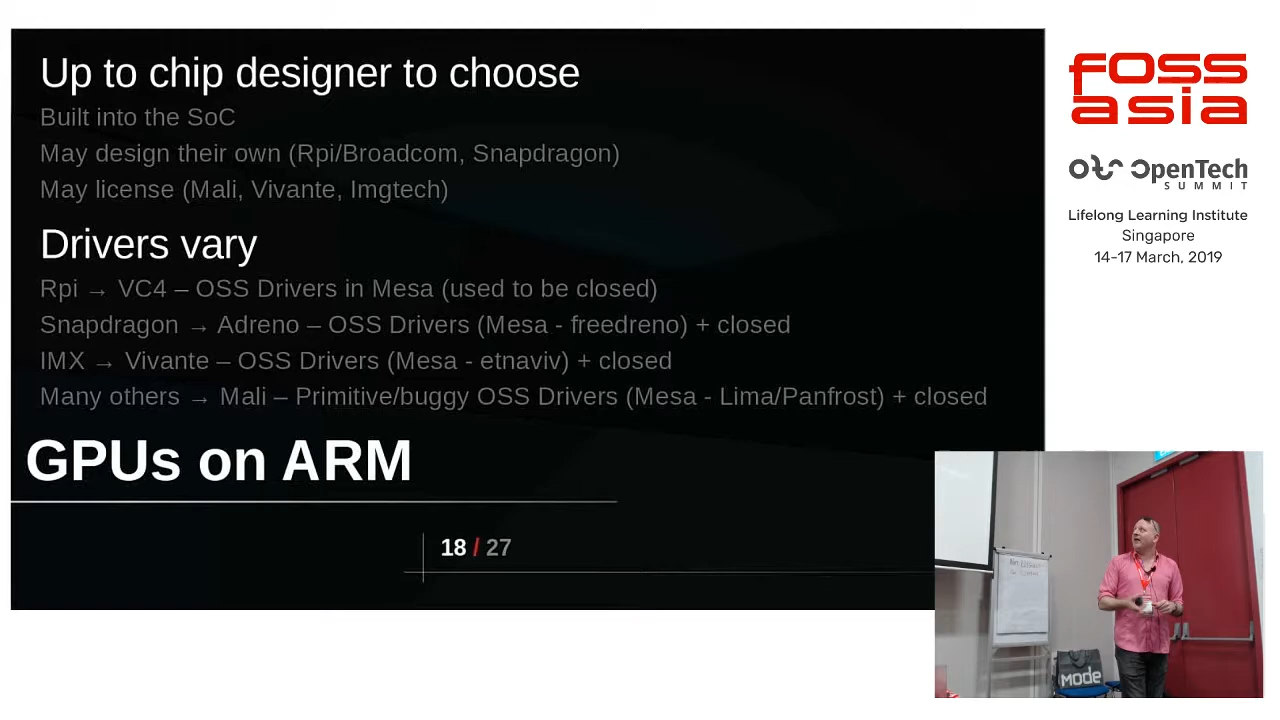 Up to chip designer to choose
Built into the SoC
May design their own (Rpi/Broadcom, Snapdragon)
May license (Mali, Vivante, Imgtech)
Drivers vary
Rpi → VC4 – OSS Drivers in Mesa (used to be closed)
Snapdragon → Adreno – OSS Drivers (Mesa - freedreno) + closed
IMX → Vivante – OSS Drivers (Mesa - etnaviv) + closed
Many others → Mali – Primitive/buggy OSS Drivers (Mesa - Lima/Panfrost) + closed
GPUs on ARM
18 / 27
fOSS
asia
OpenTech
SUMMIT
Lifelong Learning Institute
Singapore
14-17 March, 2019
MODE